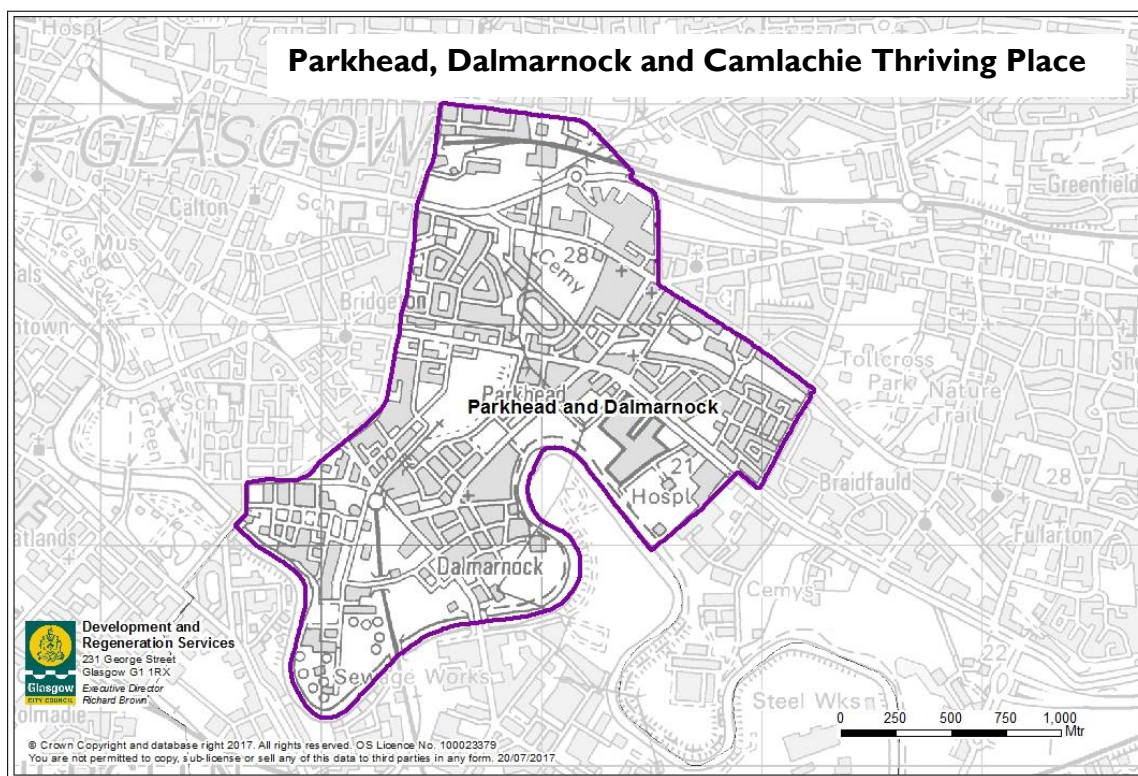 Parkhead, Dalmarnock and Camlachie Thriving Place
Hospl
F GLASGOW
Greenfield
Calton
Sch
Mus
Glasgow
28
Cemy
Bridgeton
Tollcross
Park
Nature
Trail
Parkhead
Parkhead and Dalmarnock
Green
Sch
21
Hospl
Braidfauld
28
Fullarton
Dalmarnock
Cemys
22
Sewage Works
Steel Wks
Development and
Regeneration Services
231 George Street
Glasgow G1 1RX
Executive Director
Richard Brown
Glasgow
CITY COUNCIL
0 250 500 750 1,000
Mtr
© Crown Copyright and database right 2017. All rights reserved. OS Licence No. 100023379
You are not permitted to copy, sub-license or sell any of this data to third parties in any form. 20/07/2017